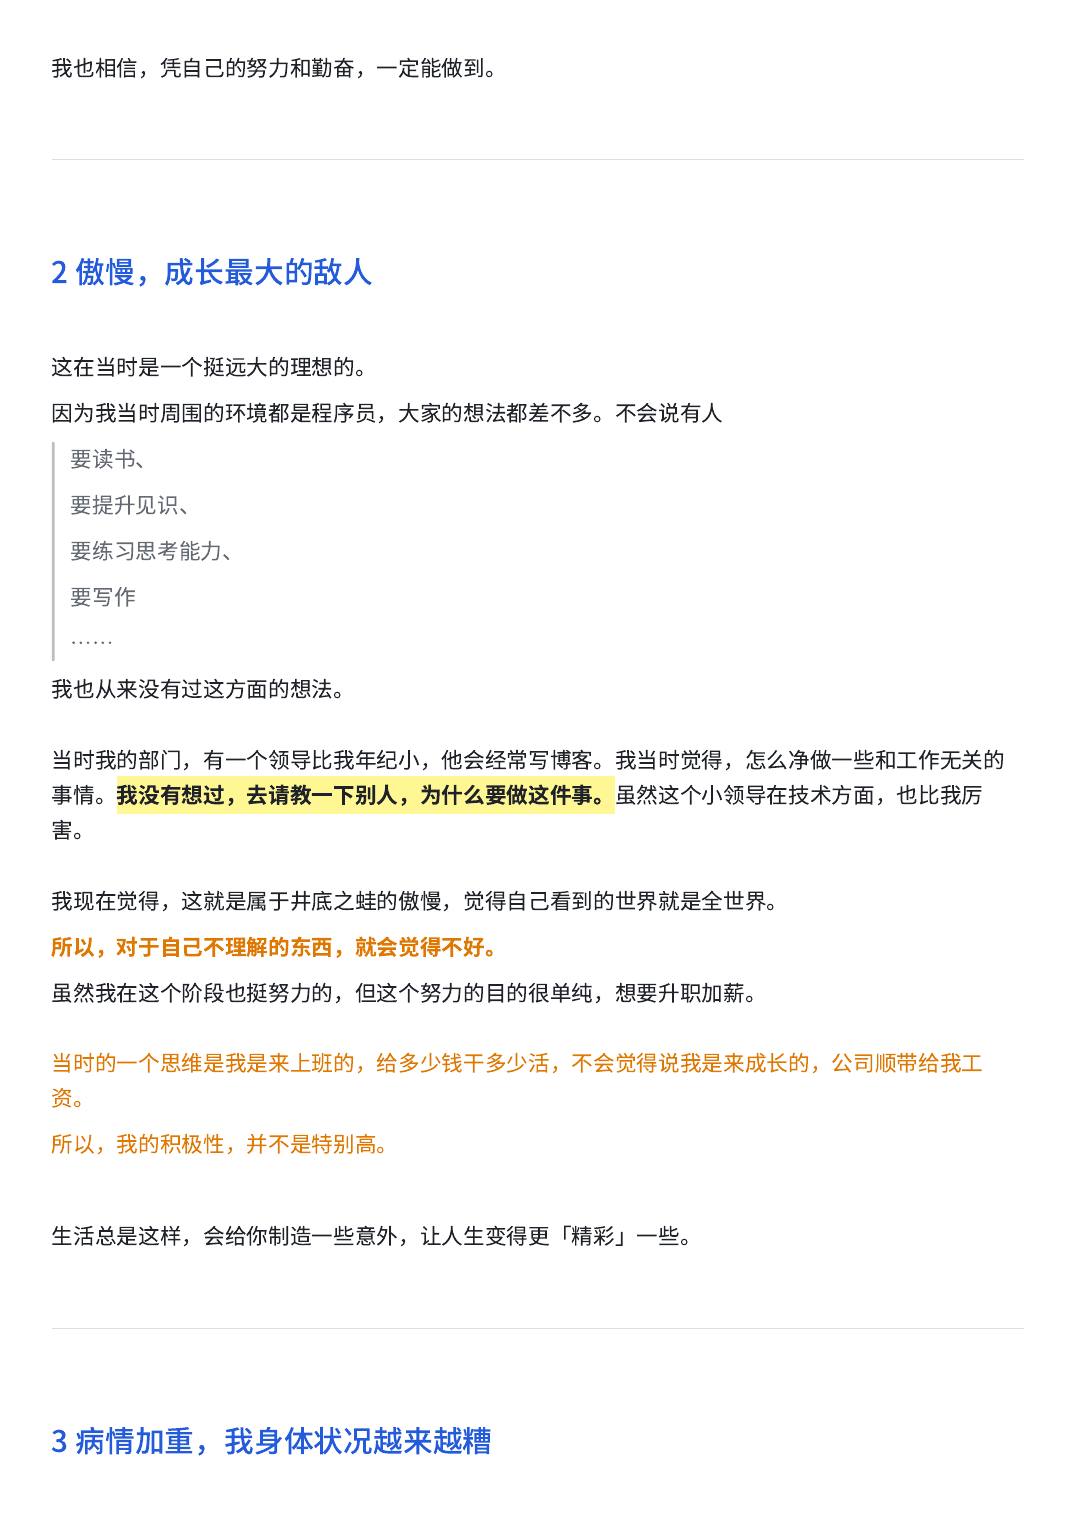 我也相信，凭自己的努力和勤奋，一定能做到。
2 傲慢，成长最大的敌人
这在当时是一个挺远大的理想的。
因为我当时周围的环境都是程序员，大家的想法都差不多。不会说有人
要读书、
要提升见识、
要练习思考能力、
要写作
……
我也从来没有过这方面的想法。
当时我的部门，有一个领导比我年纪小，他会经常写博客。我当时觉得，怎么净做一些和工作无关的
事情。我没有想过，去请教一下别人，为什么要做这件事。虽然这个小领导在技术方面，也比我厉
害。
我现在觉得，这就是属于井底之蛙的傲慢，觉得自己看到的世界就是全世界。
所以，对于自己不理解的东西，就会觉得不好。
虽然我在这个阶段也挺努力的，但这个努力的目的很单纯，想要升职加薪。
当时的一个思维是我是来上班的，给多少钱干多少活，不会觉得说我是来成长的，公司顺带给我工
资。
所以，我的积极性，并不是特别高。
生活总是这样，会给你制造一些意外，让人生变得更「精彩」一些。
3 病情加重，我身体状况越来越糟